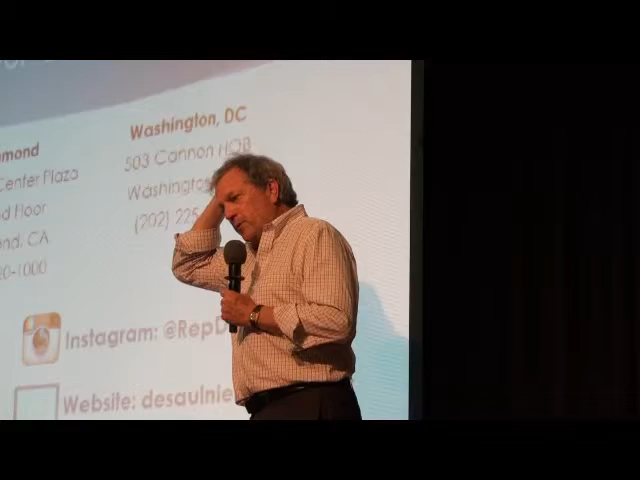 mond
Center Plaza
d Floor
nd, CA
0-1000
Washington, DC
503 Cannon HOB
Washingto
(202) 225
Instagram: @RepD
Website: desaulnie